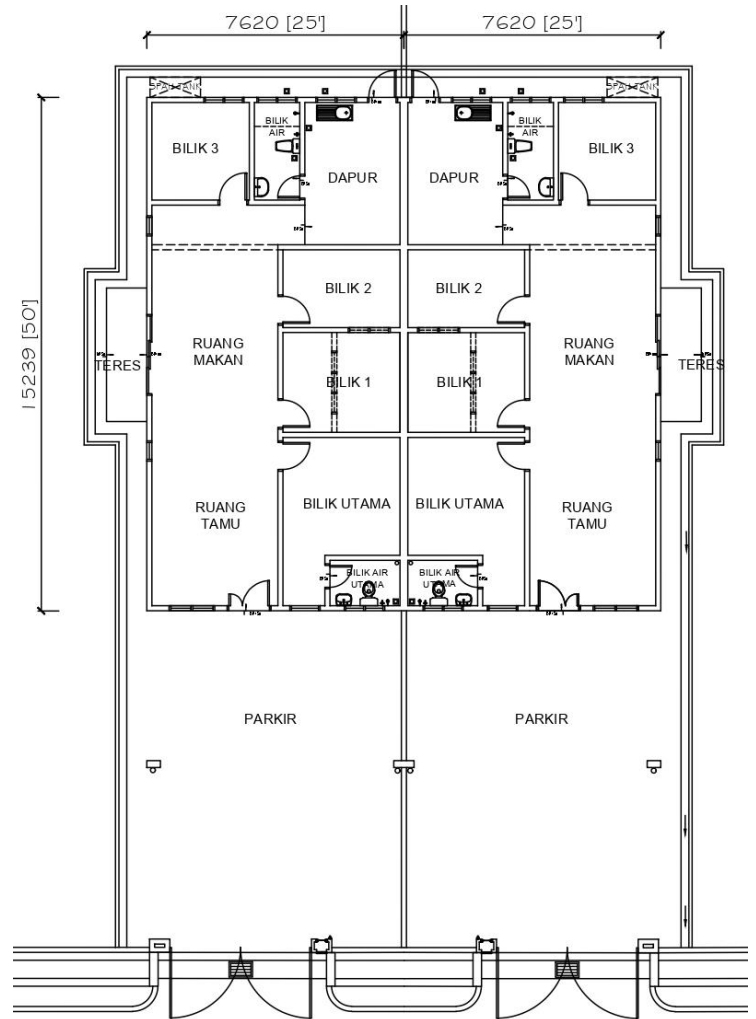 7620 [25'] 7620 [25']
15239 [50']
BILIK 3
BILIK
AIR
DAPUR
DAPUR
BILIK
AIR
BILIK 3
BILIK 2
BILIK 2
RUANG
MAKAN
RUANG
MAKAN
TERES
TERES
BILIK 1
BILIK 1
BILIK UTAMA
BILIK UTAMA
RUANG
TAMU
RUANG
TAMU
BILIK AIR
UTAMA
BILIK AIR
UTAMA
PARKIR
PARKIR